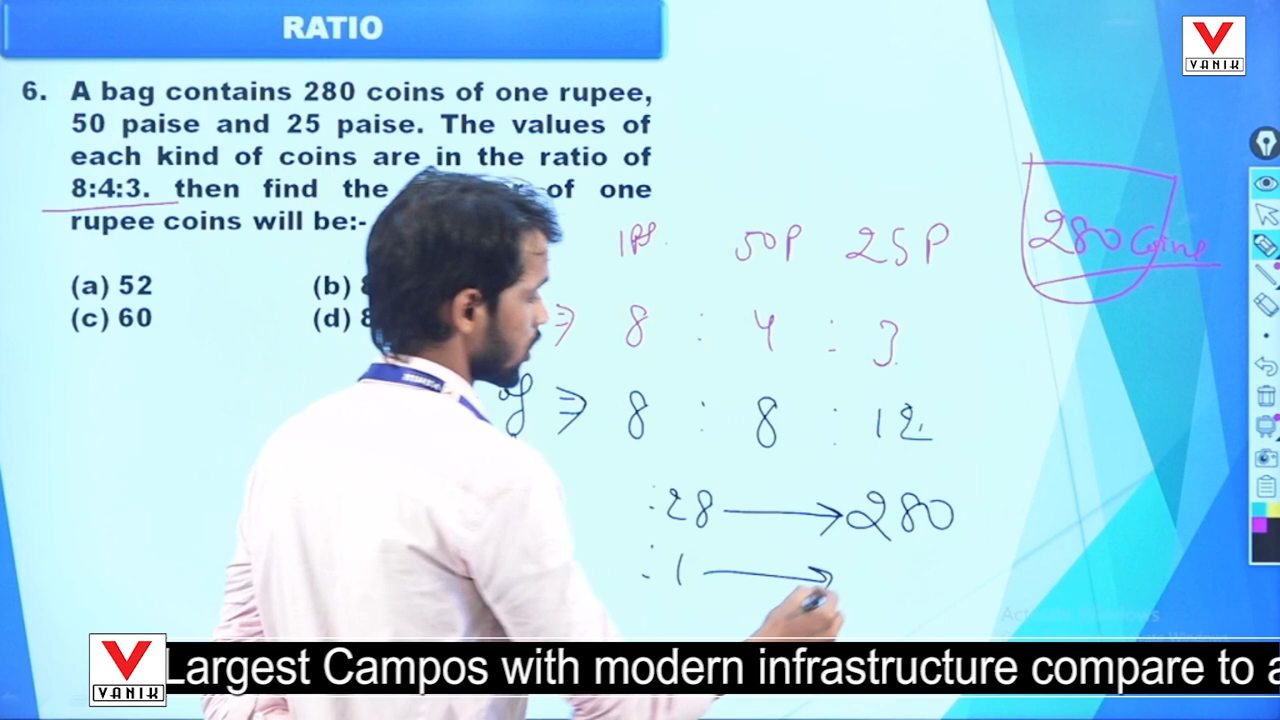 RATIO
VANIK
6. A bag contains 280 coins of one rupee,
50 paise and 25 paise. The values of
each kind of coins are in the ratio of
8:4:3. then find the of one
rupee coins will be:-
(a) 52 (b)
(c) 60 (d)
50P 25P
280 coins
⇒ 8 : 4 : 3
⇒ 8 : 8 : 12
28 → 280
1 →
Activate Windows
VANIK
Largest Campos with modern infrastructure compare to a